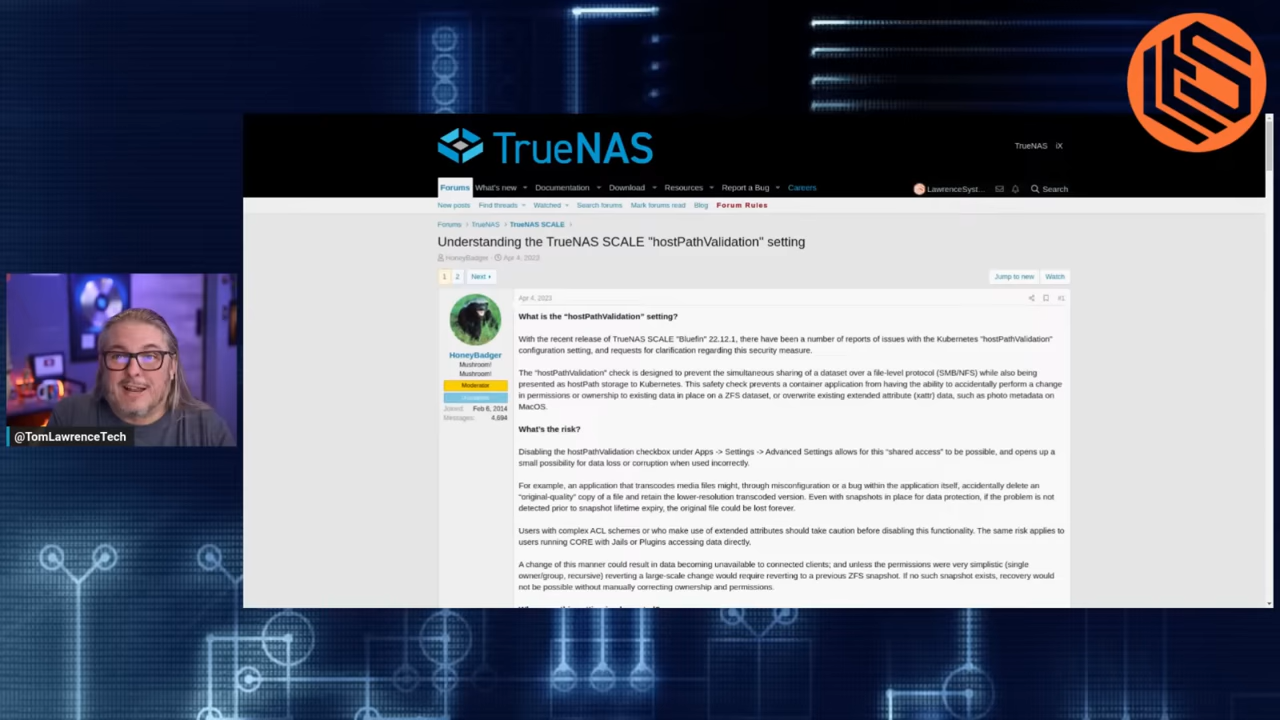 TrueNAS
TrueNAS iX
Forums What's new Documentation Download Resources Report a Bug Careers LawrenceSyst... Search
New posts Find threads Watched Search forums Mark forums read Blog Forum Rules
Forums TrueNAS TrueNAS SCALE
Understanding the TrueNAS SCALE "hostPathValidation" setting
HoneyBadger Apr 4, 2023
1 2 Next Jump to new Watch
Apr 4, 2023 #1
What is the "hostPathValidation" setting?
With the recent release of TrueNAS SCALE "Bluefin" 22.12.1, there have been a number of reports of issues with the Kubernetes "hostPathValidation"
configuration setting, and requests for clarification regarding this security measure.
The "hostPathValidation" check is designed to prevent the simultaneous sharing of a dataset over a file-level protocol (SMB/NFS) while also being
presented as hostPath storage to Kubernetes. This safety check prevents a container application from having the ability to accidentally perform a change
in permissions or ownership to existing data in place on a ZFS dataset, or overwrite existing extended attribute (xattr) data, such as photo metadata on
MacOS.
What's the risk?
Disabling the hostPathValidation checkbox under Apps -> Settings -> Advanced Settings allows for this "shared access" to be possible, and opens up a
small possibility for data loss or corruption when used incorrectly.
For example, an application that transcodes media files might, through misconfiguration or a bug within the application itself, accidentally delete an
"original-quality" copy of a file and retain the lower-resolution transcoded version. Even with snapshots in place for data protection, if the problem is not
detected prior to snapshot lifetime expiry, the original file could be lost forever.
Users with complex ACL schemes or who make use of extended attributes should take caution before disabling this functionality. The same risk applies to
users running CORE with Jails or Plugins accessing data directly.
A change of this manner could result in data becoming unavailable to connected clients; and unless the permissions were very simplistic (single
owner/group, recursive) reverting a large-scale change would require reverting to a previous ZFS snapshot. If no such snapshot exists, recovery would
not be possible without manually correcting ownership and permissions.
HoneyBadger
Mushroom!
Mushroom!
Moderator
Joined: Feb 6, 2014
Messages: 4,694
@TomLawrenceTech